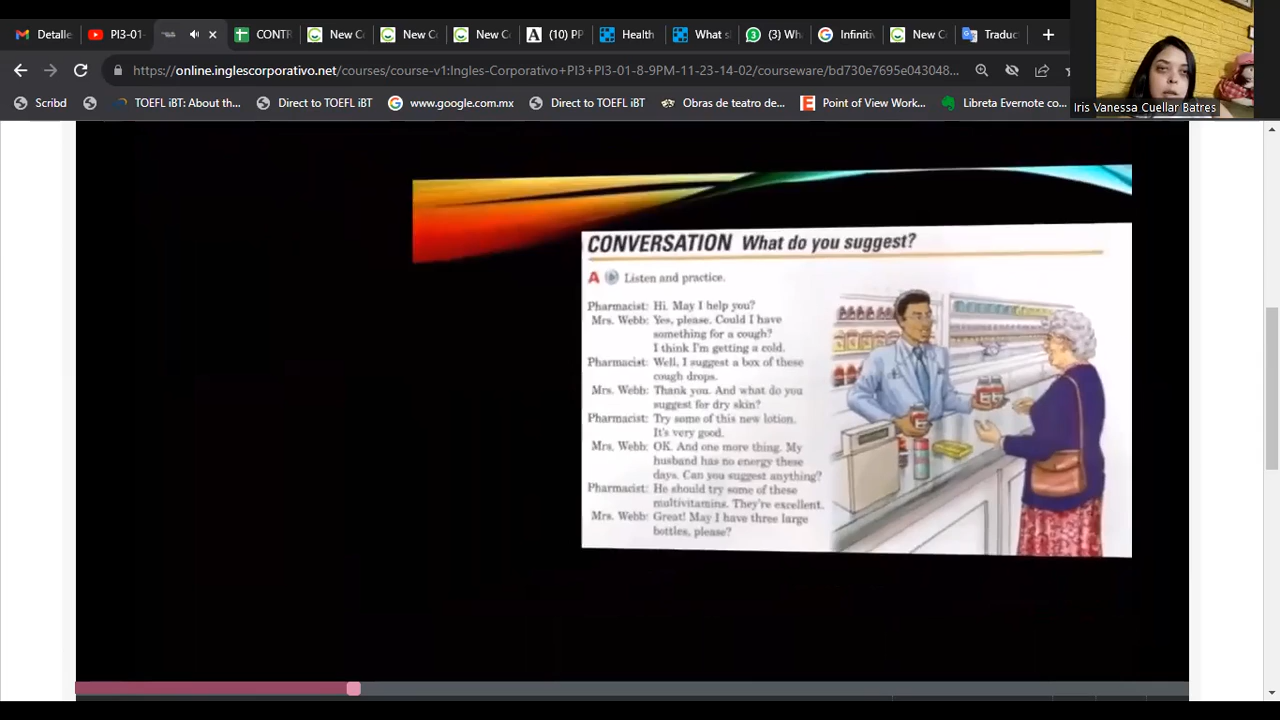 Detalle
PI3-01-
CONTR
New Co
New Co
New Co
(10) PP
Health
What s
(3) Wh
Infiniti
New C
Traduc
https://online.inglescorporativo.net/courses/course-v1:Ingles-Corporativo+PI3+PI3-01-8-9PM-11-23-14-02/courseware/bd730e7695e043048...
Scribd
TOEFL iBT: About th...
Direct to TOEFL iBT
www.google.com.mx
Direct to TOEFL iBT
Obras de teatro de...
Point of View Work...
Libreta Evernote co...
Iris Vanessa Cuellar Batres
CONVERSATION What do you suggest?
A Listen and practice.
Pharmacist: Hi. May I help you?
Mrs. Webb: Yes, please. Could I have
something for a cough?
I think I'm getting a cold.
Pharmacist: Well, I suggest a box of these
cough drops.
Mrs. Webb: Thank you. And what do you
suggest for dry skin?
Pharmacist: Try some of this new lotion.
It's very good.
Mrs. Webb: OK. And one more thing. My
husband has no energy these
days. Can you suggest anything?
Pharmacist: He should try some of these
multivitamins. They're excellent.
Mrs. Webb: Great! May I have three large
bottles, please?